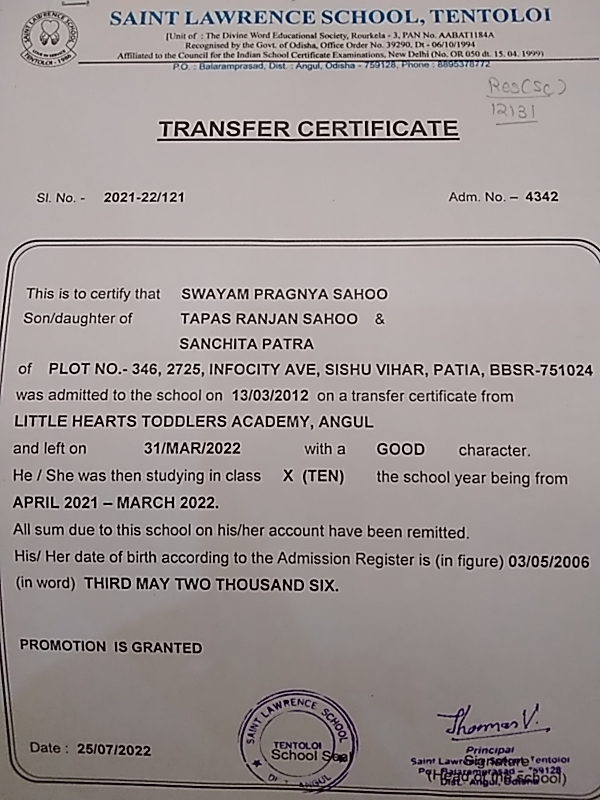 SAINT LAWRENCE SCHOOL, TENTOLOI
[Unit of : The Divine Word Educational Society, Rourkela - 3, PAN No. AABAT1184A
Recognised by the Govt. of Odisha, Office Order No. 39290, Dt - 06/10/1994
Affiliated to the Council for the Indian School Certificate Examinations, New Delhi (No. OR 050 dt. 15. 04. 1999)
P.O. : Balaramprasad, Dist. : Angul, Odisha - 759128, Phone : 8895378772
Res(Sc)
12131
TRANSFER CERTIFICATE
Sl. No. - 2021-22/121 Adm. No. – 4342
This is to certify that SWAYAM PRAGNYA SAHOO
Son/daughter of TAPAS RANJAN SAHOO &
SANCHITA PATRA
of PLOT NO.- 346, 2725, INFOCITY AVE, SISHU VIHAR, PATIA, BBSR-751024
was admitted to the school on 13/03/2012 on a transfer certificate from
LITTLE HEARTS TODDLERS ACADEMY, ANGUL
and left on 31/MAR/2022 with a GOOD character.
He / She was then studying in class X (TEN) the school year being from
APRIL 2021 – MARCH 2022.
All sum due to this school on his/her account have been remitted.
His/ Her date of birth according to the Admission Register is (in figure) 03/05/2006
(in word) THIRD MAY TWO THOUSAND SIX.
PROMOTION IS GRANTED
SAINT LAWRENCE SCHOOL
TENTOLOI
School Seal
ANGUL
Date : 25/07/2022
Thomas V.
Principal
Saint Lawrence School, Tentoloi
Signature
(Head of the school)